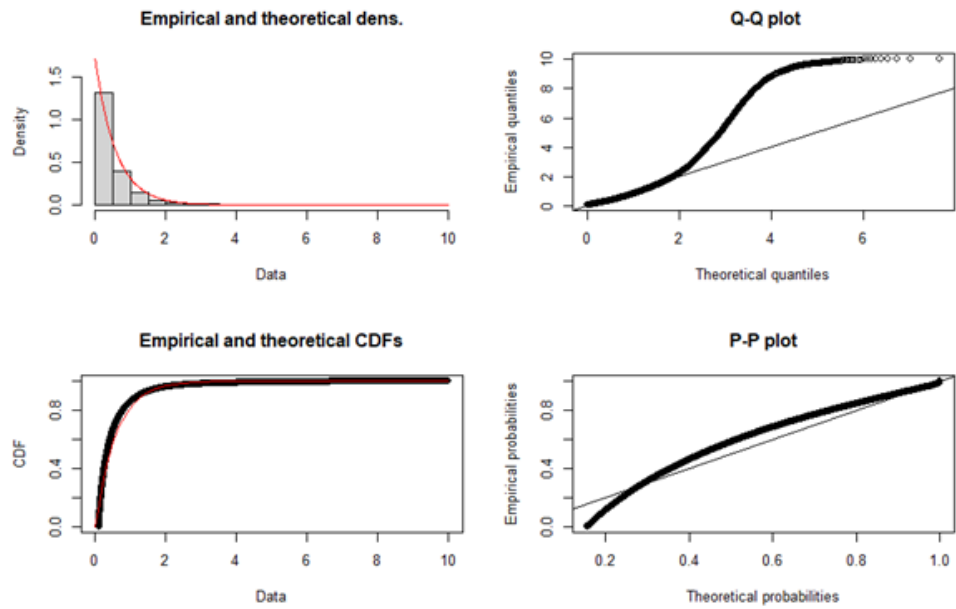 Empirical and theoretical dens.
Density
0.0 0.5 1.0 1.5
0 2 4 6 8 10
Data
Q-Q plot
Empirical quantiles
0 2 4 6 8 10
0 2 4 6
Theoretical quantiles
Empirical and theoretical CDFs
CDF
0.0 0.4 0.8
0 2 4 6 8 10
Data
P-P plot
Empirical probabilities
0.0 0.4 0.8
0.2 0.4 0.6 0.8 1.0
Theoretical probabilities